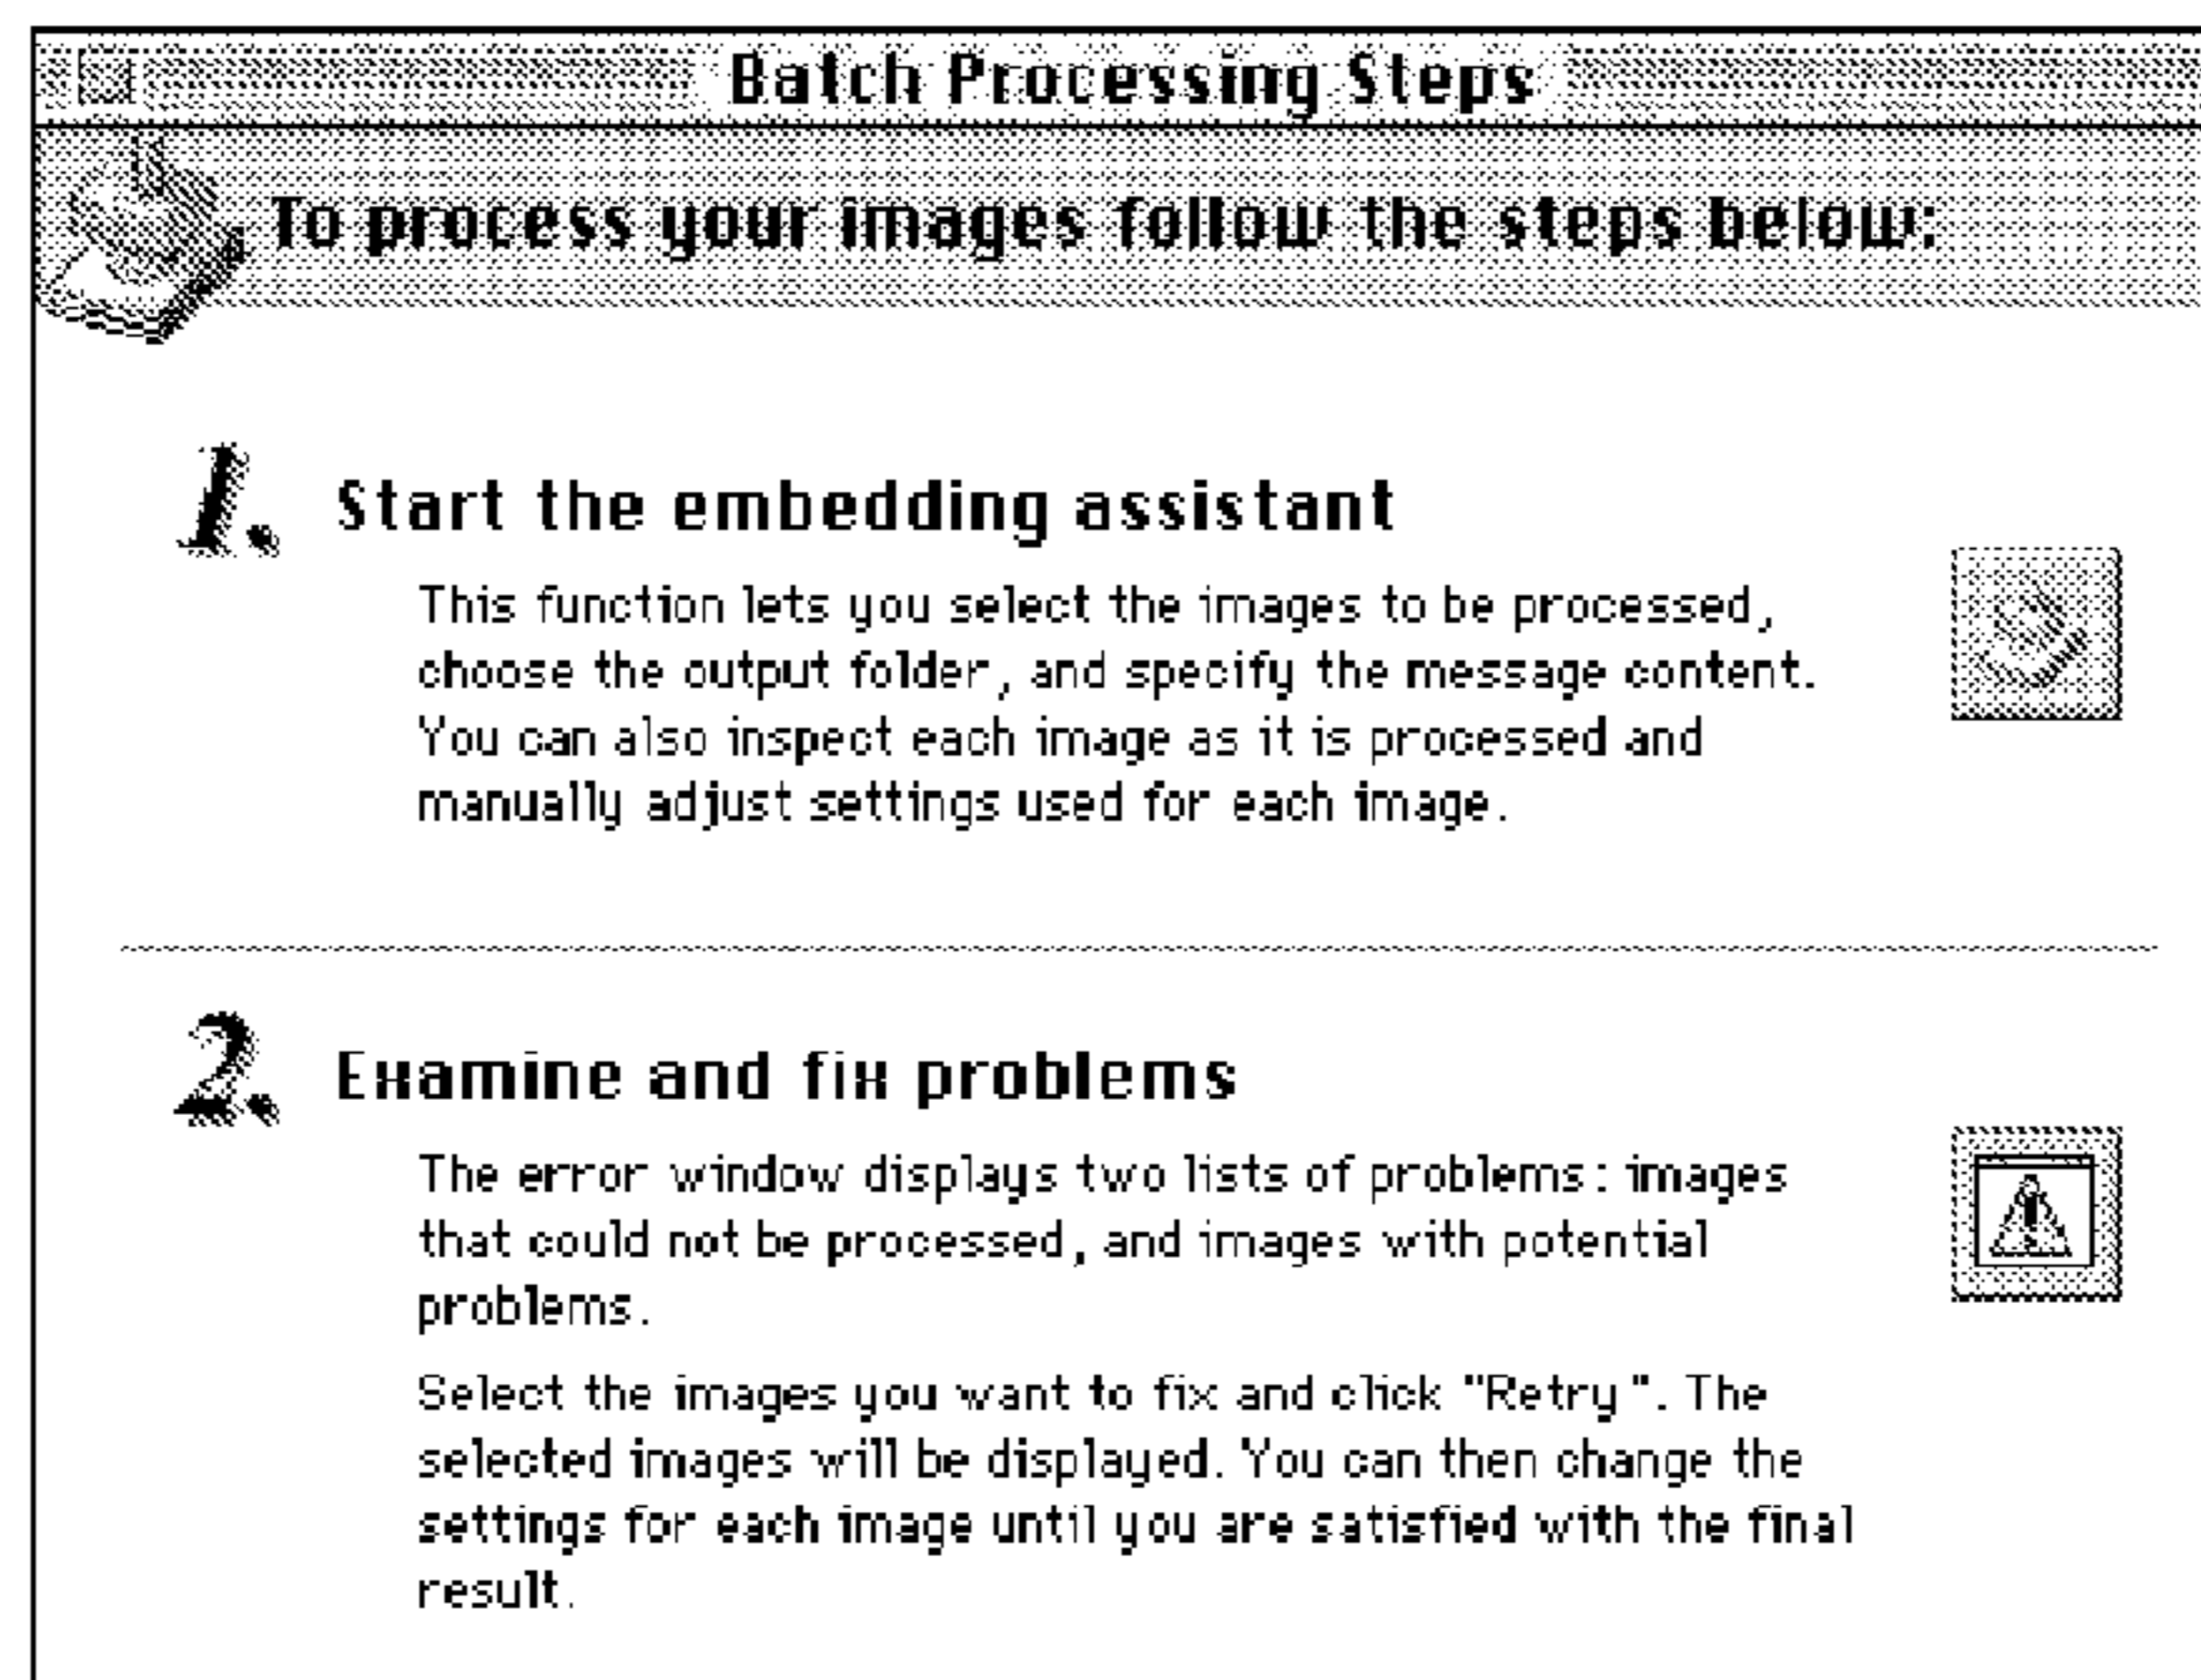 Batch Processing Steps
To process your images follow the steps below:
1. Start the embedding assistant
This function lets you select the images to be processed,
choose the output folder, and specify the message content.
You can also inspect each image as it is processed and
manually adjust settings used for each image.
2. Examine and fix problems
The error window displays two lists of problems: images
that could not be processed, and images with potential
problems.
Select the images you want to fix and click "Retry". The
selected images will be displayed. You can then change the
settings for each image until you are satisfied with the final
result.